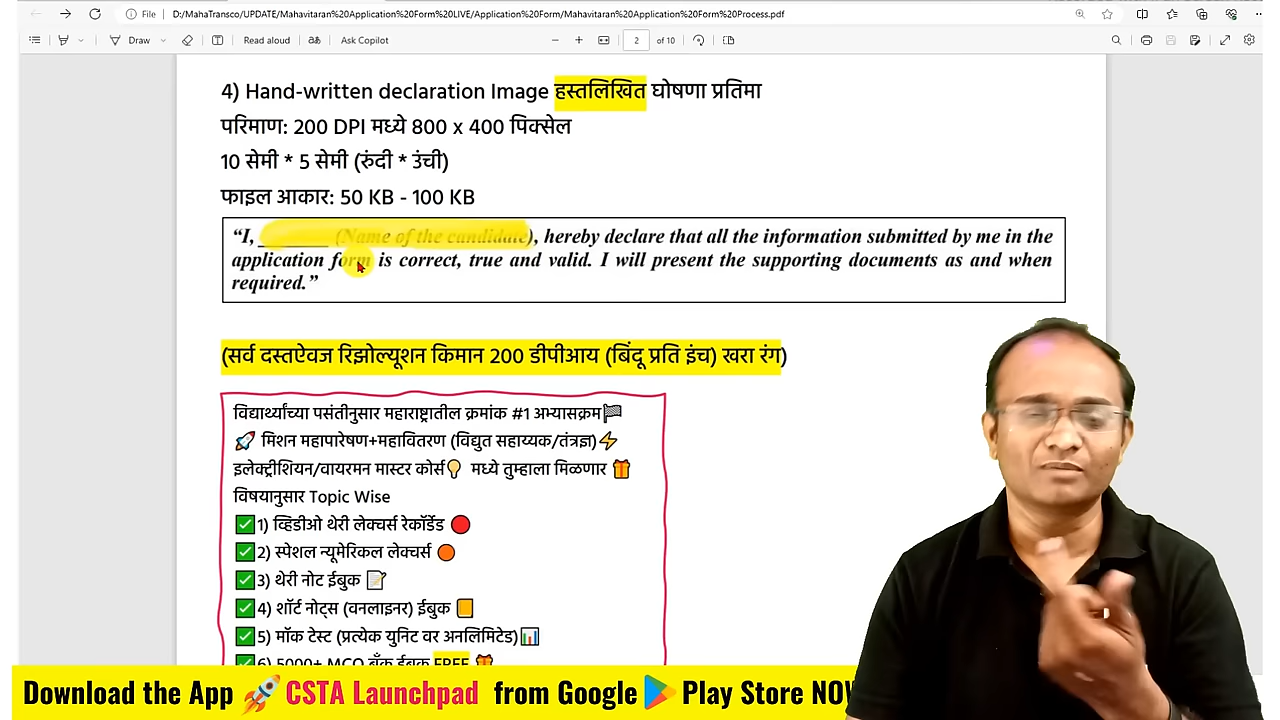 File
D:/MahaTransco/UPDATE/Mahavitaran%20Application%20Form%20LIVE/Application%20Form/Mahavitaran%20Application%20Form%20Process.pdf
Draw
Read aloud
Ask Copilot
2 of 10
4) Hand-written declaration Image हस्तलिखित घोषणा प्रतिमा
परिमाण: 200 DPI मध्ये 800 x 400 पिक्सेल
10 सेमी * 5 सेमी (रुंदी * उंची)
फाइल आकार: 50 KB - 100 KB
“I, _______ (Name of the candidate), hereby declare that all the information submitted by me in the
application form is correct, true and valid. I will present the supporting documents as and when
required.”
(सर्व दस्तऐवज रिझोल्यूशन किमान 200 डीपीआय (बिंदू प्रति इंच) खरा रंग)
विद्यार्थ्यांच्या पसंतीनुसार महाराष्ट्रातील क्रमांक #1 अभ्यासक्रम🏁
🚀 मिशन महापारेषण+महावितरण (विद्युत सहाय्यक/तंत्रज्ञ)⚡
इलेक्ट्रीशियन/वायरमन मास्टर कोर्स💡 मध्ये तुम्हाला मिळणार 🎁
विषयानुसार Topic Wise
✅1) व्हिडीओ थेरी लेक्चर्स रेकॉर्डेड 🔴
✅2) स्पेशल न्यूमेरिकल लेक्चर्स 🟠
✅3) थेरी नोट ईबुक 📝
✅4) शॉर्ट नोट्स (वनलाइनर) ईबुक 📒
✅5) मॉक टेस्ट (प्रत्येक युनिट वर अनलिमिटेड)📊
✅6) 5000+ MCQ बँक ईबुक FREE 🎁
Download the App 🚀 CSTA Launchpad from Google Play Store NOW